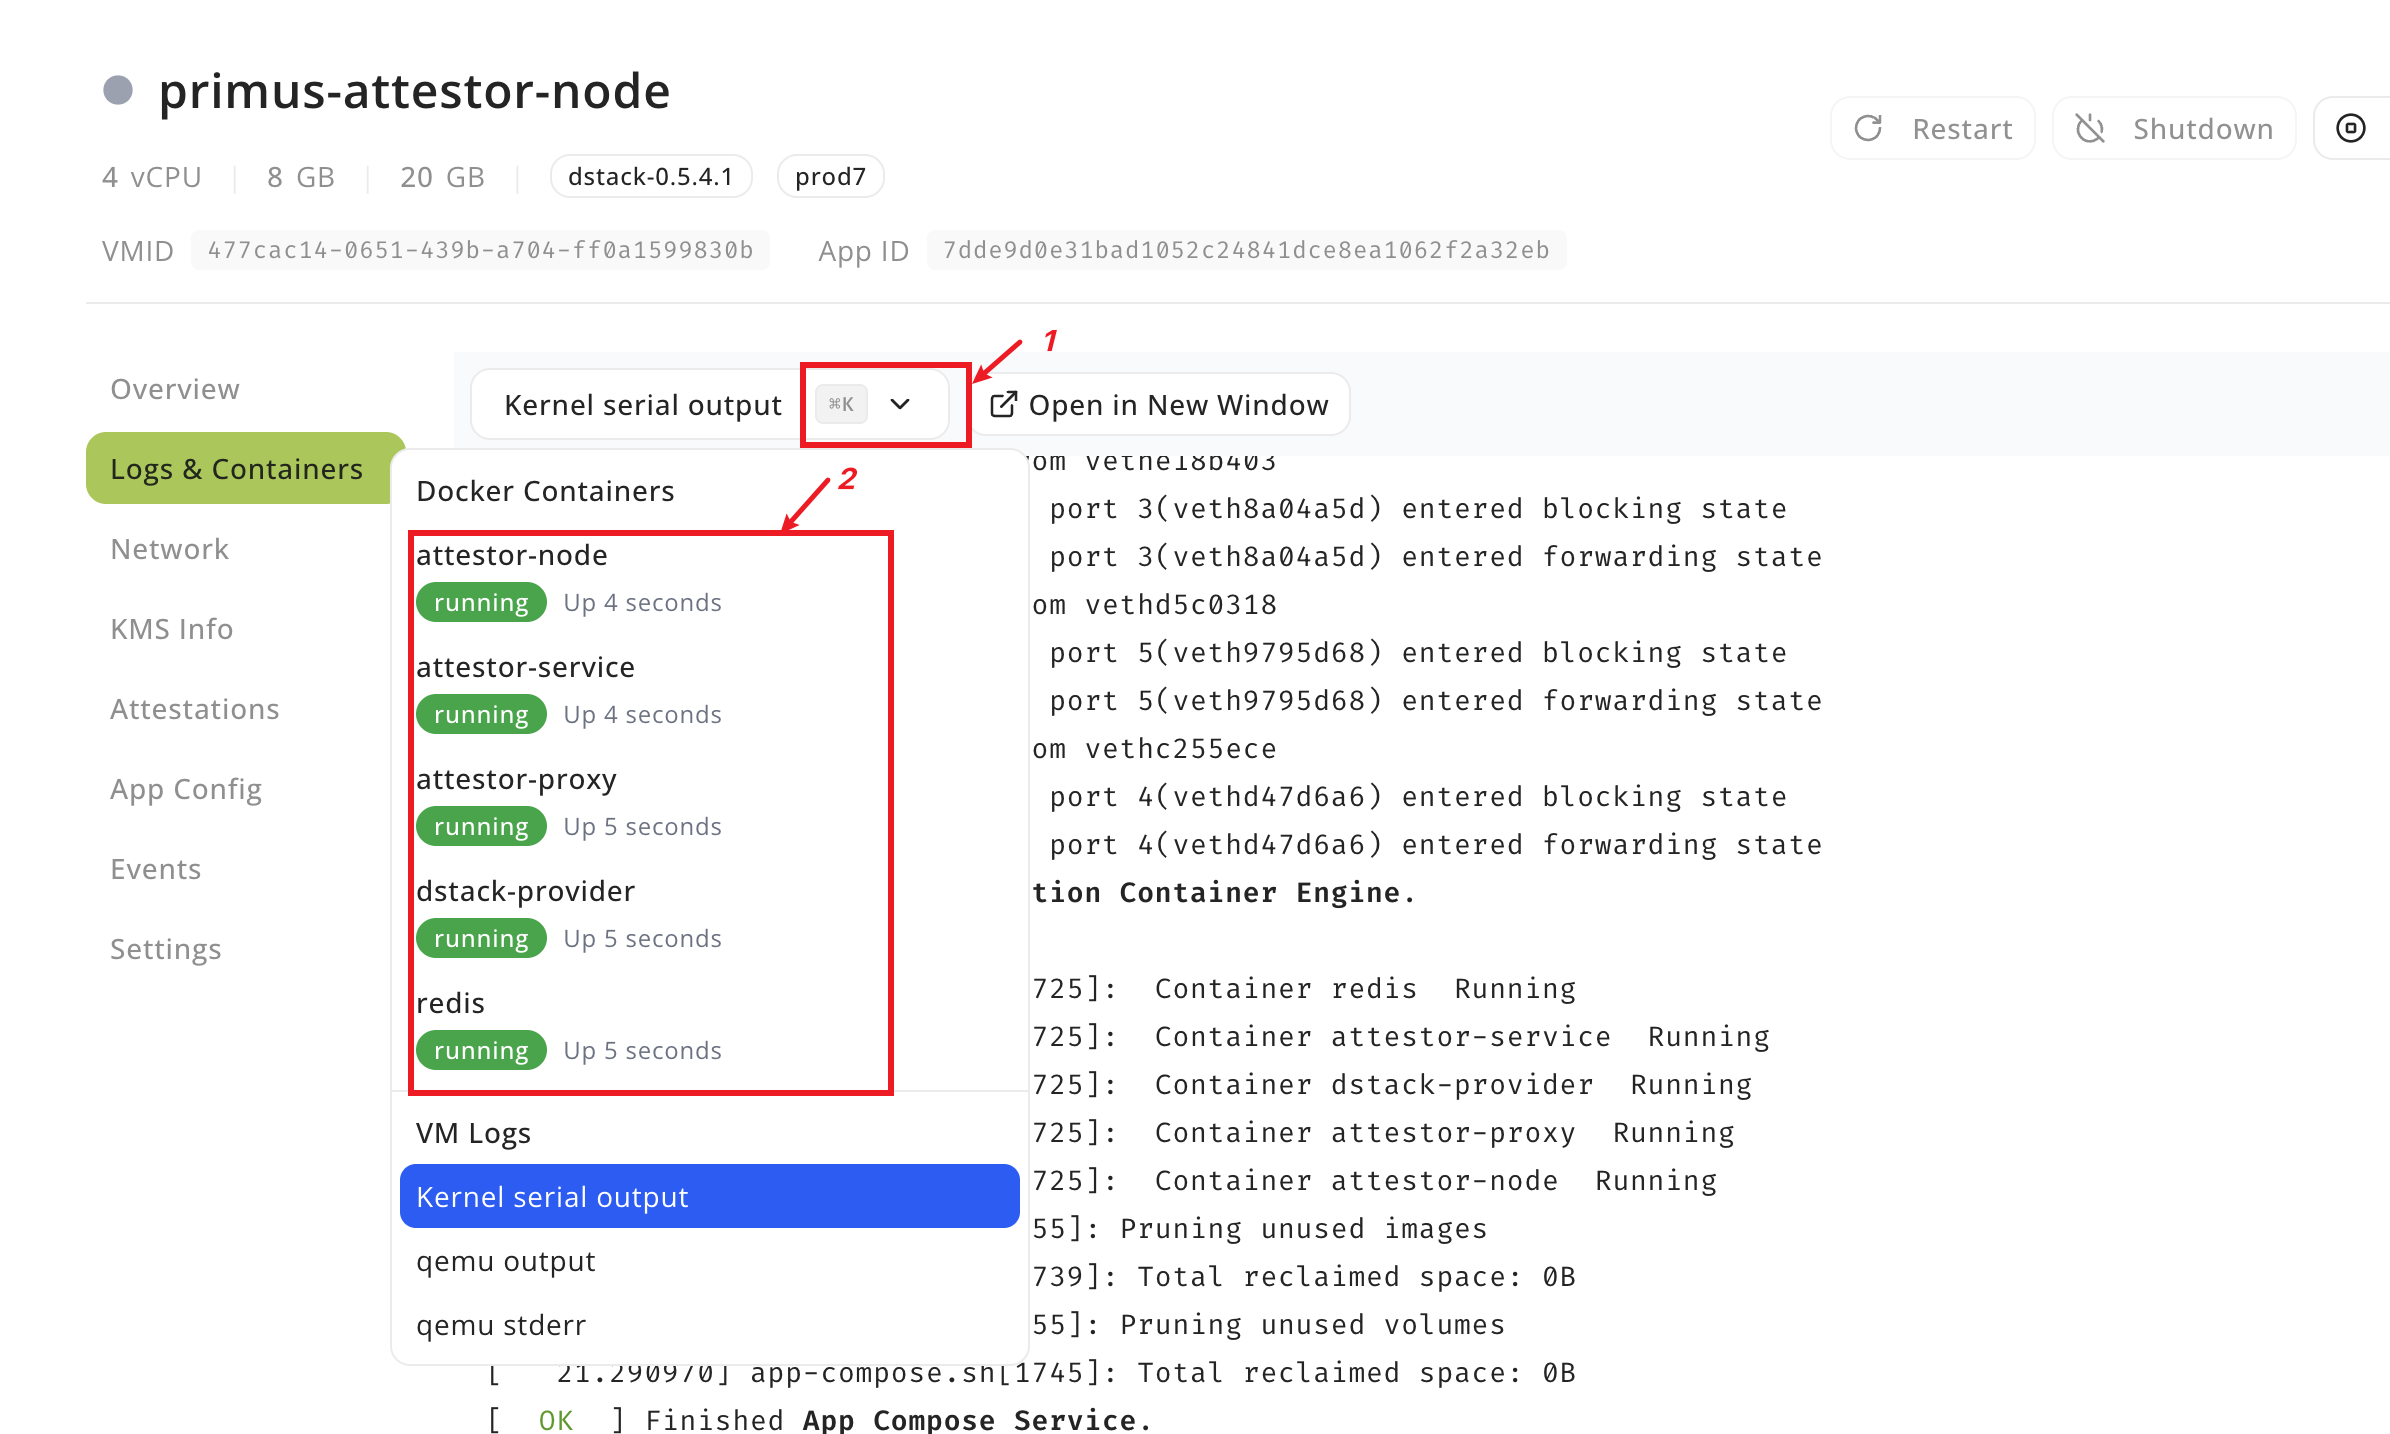 primus-attestor-node
Restart
Shutdown
4 vCPU
8 GB
20 GB
dstack-0.5.4.1
prod7
VMID
477cac14-0651-439b-a704-ff0a1599830b
App ID
7dde9d0e31bad1052c24841dce8ea1062f2a32eb
1
Overview
Logs & Containers
Network
KMS Info
Attestations
App Config
Events
Settings
Kernel serial output
⌘K
Open in New Window
2
Docker Containers
attestor-node
running Up 4 seconds
attestor-service
running Up 4 seconds
attestor-proxy
running Up 5 seconds
dstack-provider
running Up 5 seconds
redis
running Up 5 seconds
VM Logs
Kernel serial output
qemu output
qemu stderr
om vethe18b403
port 3(veth8a04a5d) entered blocking state
port 3(veth8a04a5d) entered forwarding state
om vethd5c0318
port 5(veth9795d68) entered blocking state
port 5(veth9795d68) entered forwarding state
om vethc255ece
port 4(vethd47d6a6) entered blocking state
port 4(vethd47d6a6) entered forwarding state
tion Container Engine.
725]:  Container redis  Running
725]:  Container attestor-service  Running
725]:  Container dstack-provider  Running
725]:  Container attestor-proxy  Running
725]:  Container attestor-node  Running
55]: Pruning unused images
739]: Total reclaimed space: 0B
55]: Pruning unused volumes
[   21.290970] app-compose.sh[1745]: Total reclaimed space: 0B
[  OK  ] Finished App Compose Service.